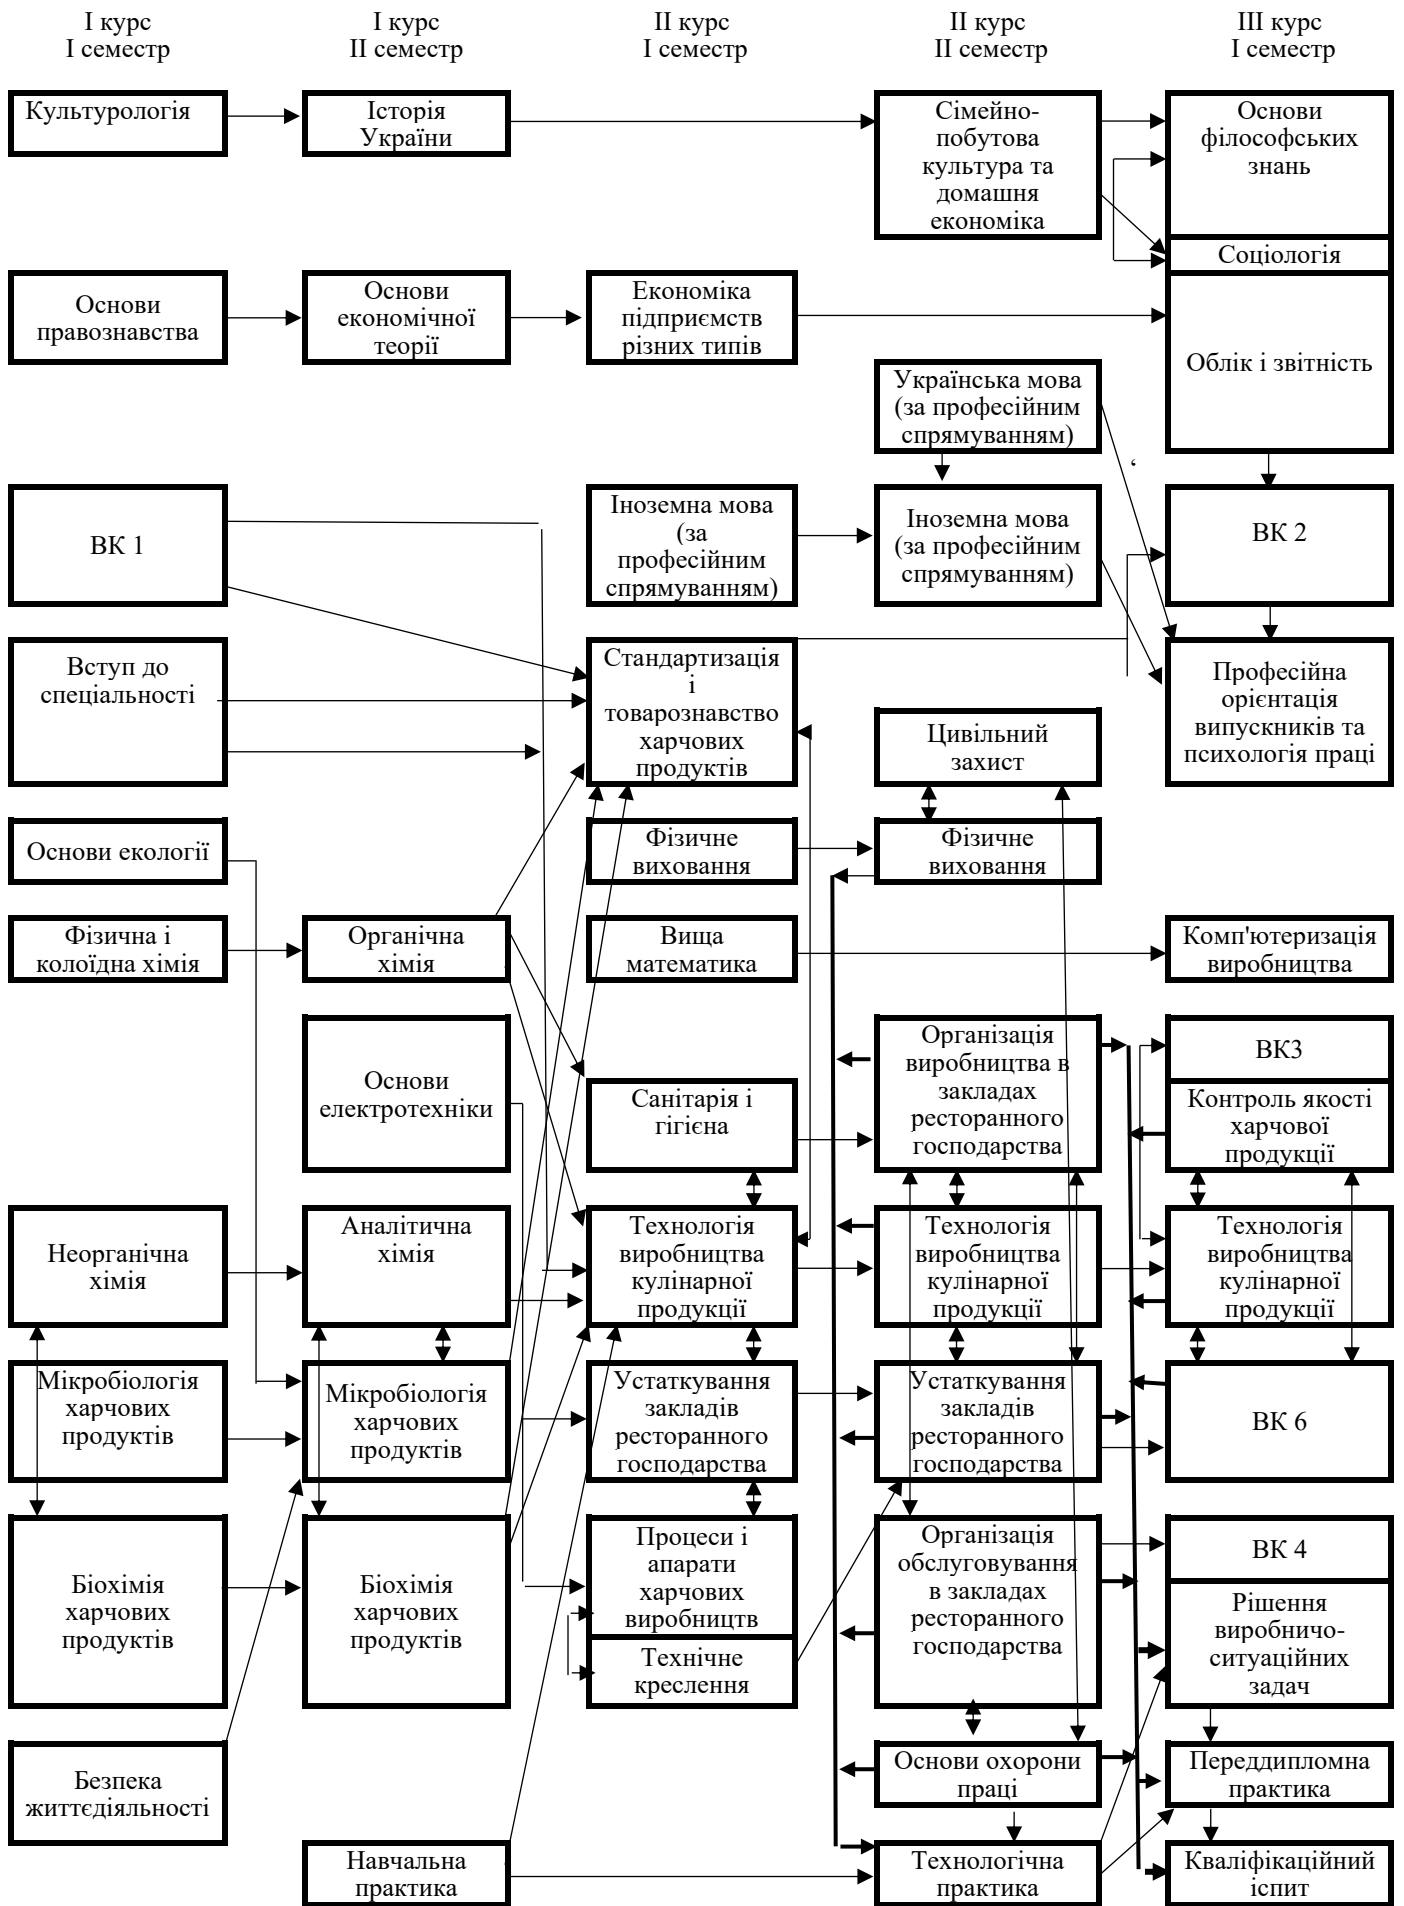 І курс
І семестр
І курс
ІІ семестр
ІІ курс
І семестр
ІІ курс
ІІ семестр
ІІІ курс
І семестр
Культурологія
Історія
України
Сімейно-
побутова
культура та
домашня
економіка
Основи
філософських
знань
Соціологія
Основи
правознавства
Основи
економічної
теорії
Економіка
підприємств
різних типів
Облік і звітність
Українська мова
(за професійним
спрямуванням)
‘
ВК 1
Іноземна мова
(за
професійним
спрямуванням)
Іноземна мова
(за професійним
спрямуванням)
ВК 2
Вступ до
спеціальності
Стандартизація
і
товарознавство
харчових
продуктів
Професійна
орієнтація
випускників та
психологія праці
Цивільний
захист
Основи екології
Фізичне
виховання
Фізичне
виховання
Фізична і
колоїдна хімія
Органічна
хімія
Вища
математика
Комп'ютеризація
виробництва
Основи
електротехніки
Санітарія і
гігієна
Організація
виробництва в
закладах
ресторанного
господарства
ВК3
Контроль якості
харчової
продукції
Неорганічна
хімія
Аналітична
хімія
Технологія
виробництва
кулінарної
продукції
Технологія
виробництва
кулінарної
продукції
Технологія
виробництва
кулінарної
продукції
Мікробіологія
харчових
продуктів
Мікробіологія
харчових
продуктів
Устаткування
закладів
ресторанного
господарства
Устаткування
закладів
ресторанного
господарства
ВК 6
Біохімія
харчових
продуктів
Біохімія
харчових
продуктів
Процеси і
апарати
харчових
виробництв
Технічне
креслення
Організація
обслуговування
в закладах
ресторанного
господарства
ВК 4
Рішення
виробничо-
ситуаційних
задач
Безпека
життєдіяльності
Основи охорони
праці
Переддипломна
практика
Навчальна
практика
Технологічна
практика
Кваліфікаційний
іспит